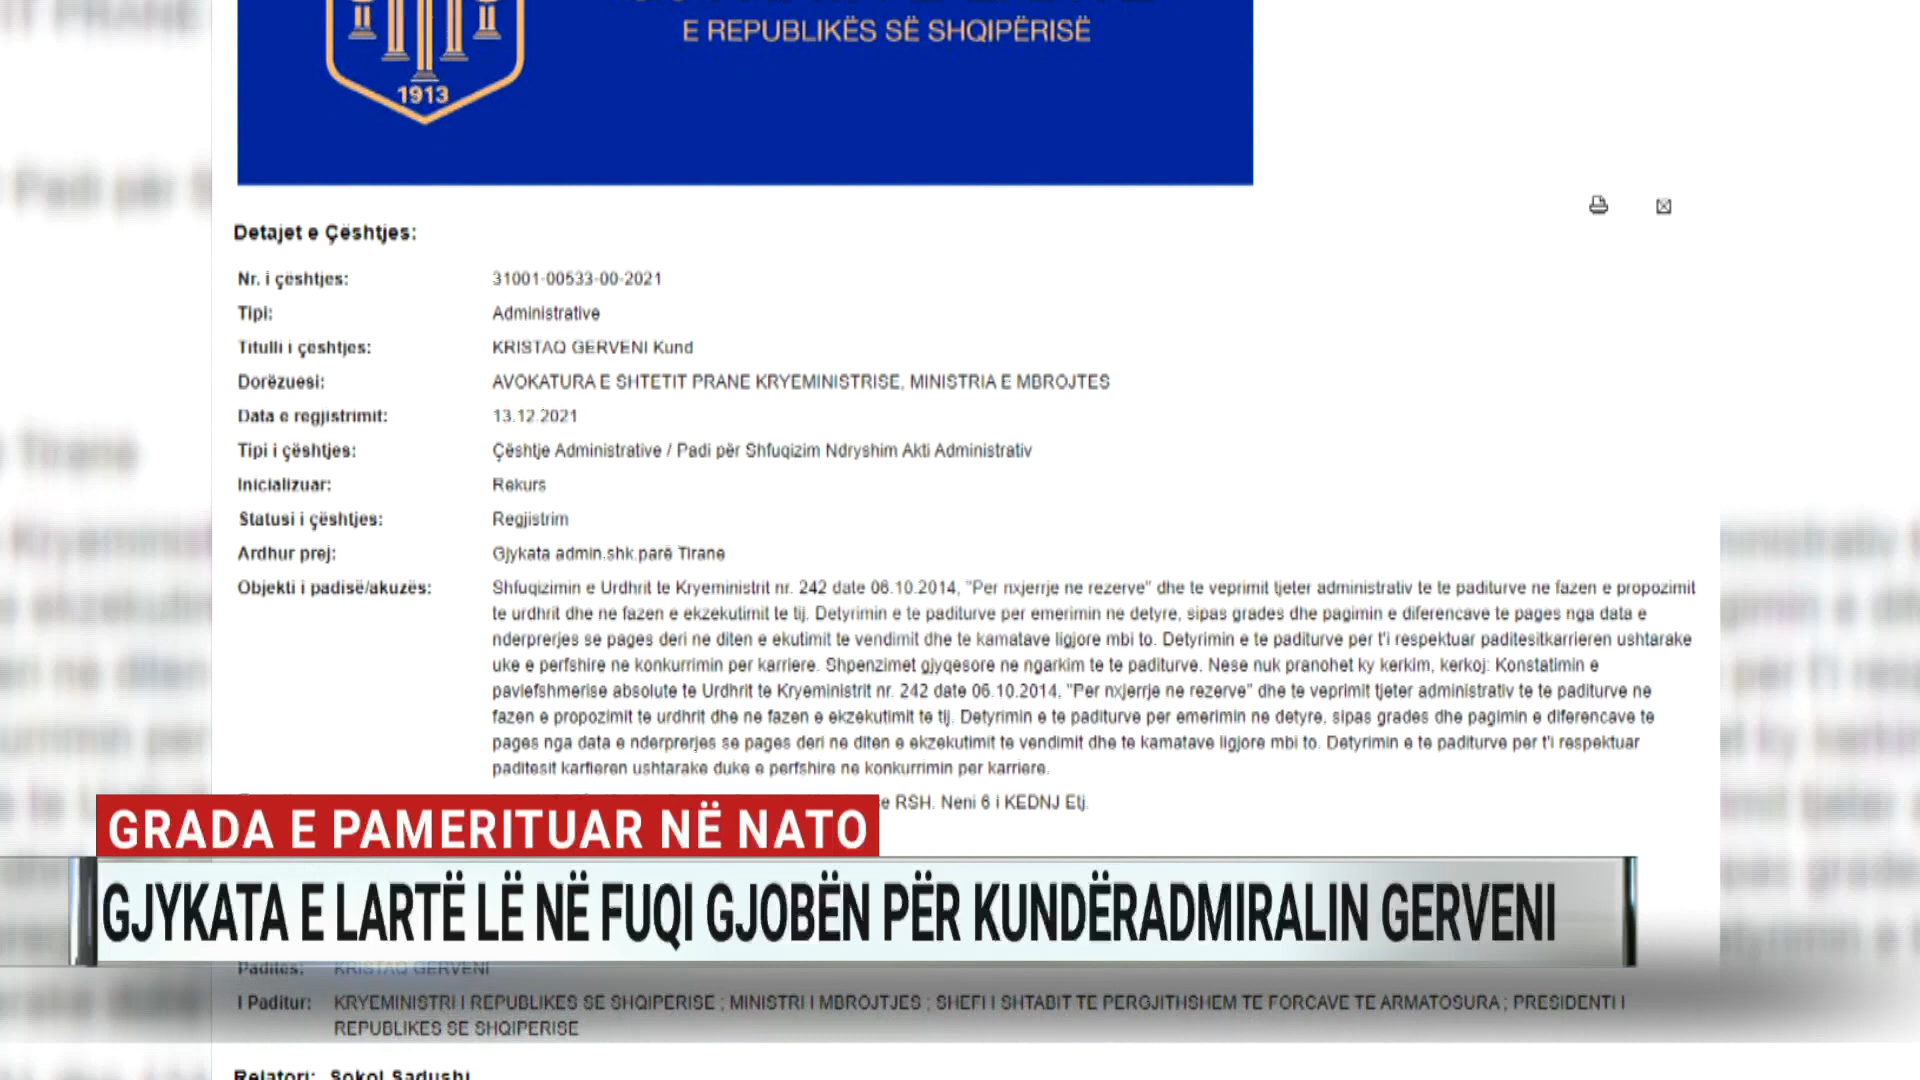 E REPUBLIKËS SË SHQIPËRISË
1913
Detajet e Çështjes:
Nr. i çështjes: 31001-00533-00-2021
Tipi: Administrative
Titulli i çështjes: KRISTAQ GERVENI Kund
Dorëzuesi: AVOKATURA E SHTETIT PRANE KRYEMINISTRISE, MINISTRIA E MBROJTES
Data e regjistrimit: 13.12.2021
Tipi i çështjes: Çështje Administrative / Padi për Shfuqizim Ndryshim Akti Administrativ
Inicializuar: Rekurs
Statusi i çështjes: Regjistrim
Ardhur prej: Gjykata admin.shk.parë Tirane
Objekti i padisë/akuzës: Shfuqizimin e Urdhrit te Kryeministrit nr. 242 date 06.10.2014, "Per nxjerrje ne rezerve" dhe te veprimit tjeter administrativ te te paditurve ne fazen e propozimit
te urdhrit dhe ne fazen e ekzekutimit te tij. Detyrimin e te paditurve per emerimin ne detyre, sipas grades dhe pagimin e diferencave te pages nga data e
nderprerjes se pages deri ne diten e ekutimit te vendimit dhe te kamatave ligjore mbi to. Detyrimin e te paditurve per t'i respektuar paditesitkarrieren ushtarake
uke e perfshire ne konkurrimin per karriere. Shpenzimet gjyqesore ne ngarkim te te paditurve. Nese nuk pranohet ky kerkim, kerkoj: Konstatimin e
pavlefshmerise absolute te Urdhrit te Kryeministrit nr. 242 date 06.10.2014, "Per nxjerrje ne rezerve" dhe te veprimit tjeter administrativ te te paditurve ne
fazen e propozimit te urdhrit dhe ne fazen e ekzekutimit te tij. Detyrimin e te paditurve per emerimin ne detyre, sipas grades dhe pagimin e diferencave te
pages nga data e nderprerjes se pages deri ne diten e ekzekutimit te vendimit dhe te kamatave ligjore mbi to. Detyrimin e te paditurve per t'i respektuar
paditesit karfieren ushtarake duke e perfshire ne konkurrimin per karriere.
se RSH. Neni 6 i KEDNJ Etj.
GRADA E PAMERITUAR NË NATO
GJYKATA E LARTË LË NË FUQI GJOBËN PËR KUNDËRADMIRALIN GERVENI
Paditës: KRISTAQ GERVENI
I Paditur: KRYEMINISTRI I REPUBLIKES SE SHQIPERISE ; MINISTRI I MBROJTJES ; SHEFI I SHTABIT TE PERGJITHSHEM TE FORCAVE TE ARMATOSURA ; PRESIDENTI I
REPUBLIKES SE SHQIPERISE
Relatori: Sokol Sadushi